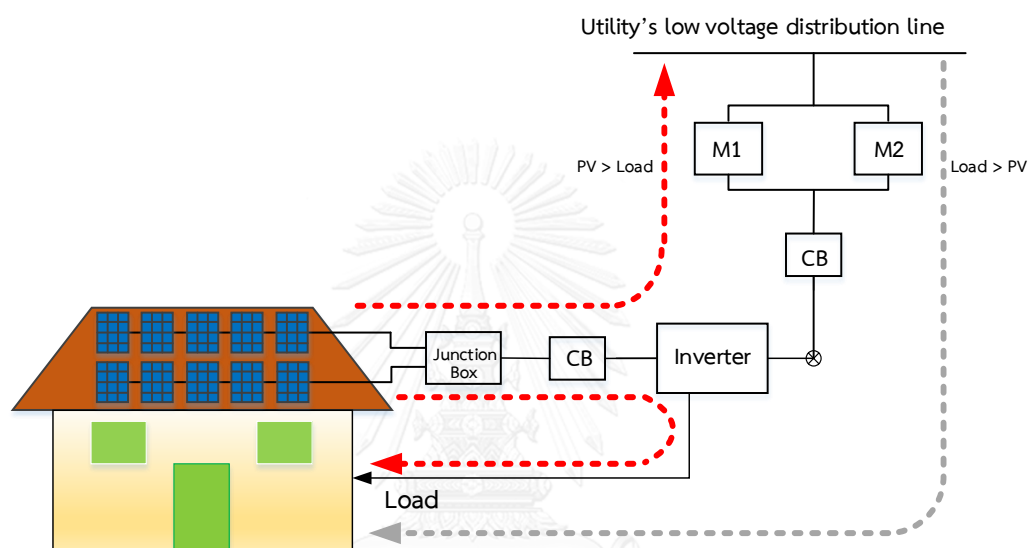 Utility’s low voltage distribution line
M1
M2
PV > Load
Load > PV
CB
Junction
Box
CB
Inverter
Load